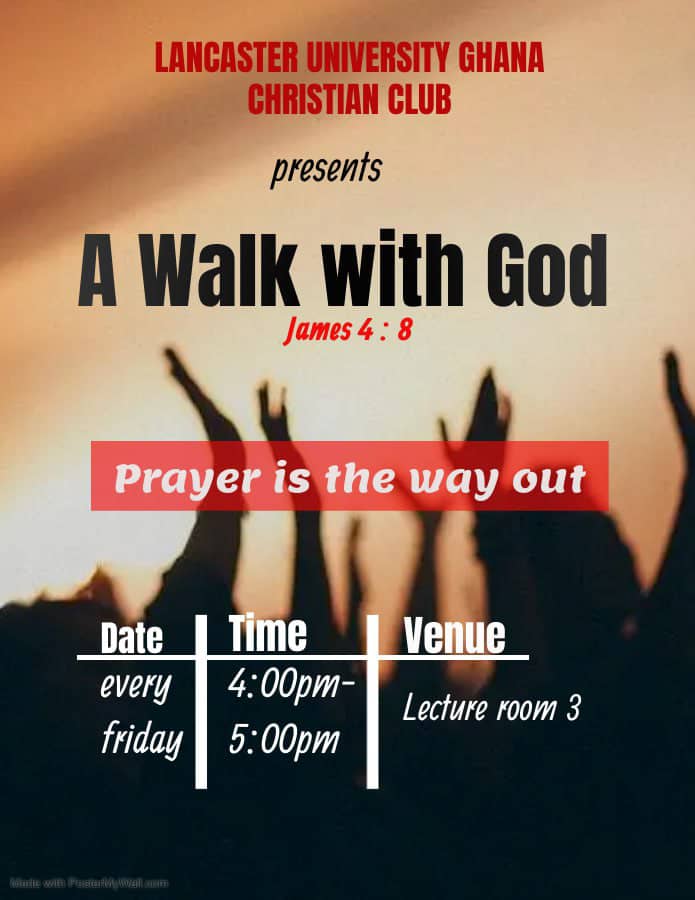 LANCASTER UNIVERSITY GHANA
CHRISTIAN CLUB
presents
A Walk with God
James 4 : 8
Prayer is the way out
Date Time Venue
every 4:00pm-
friday 5:00pm
Lecture room 3
Made with PosterMyWall.com